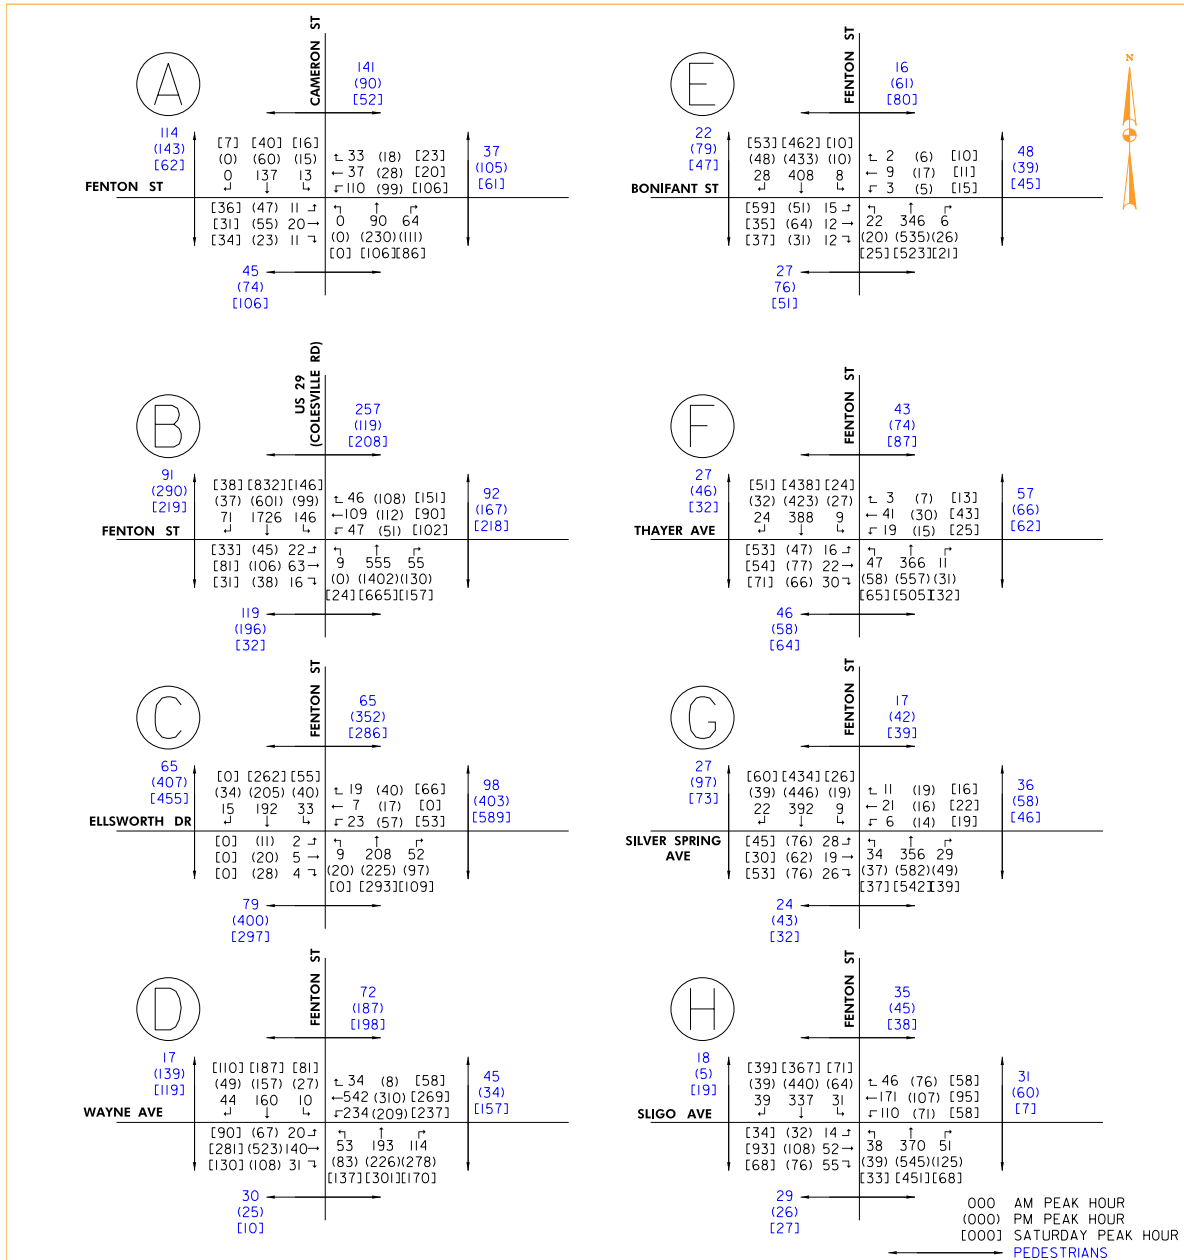 N
A
CAMERON ST
141
(90)
[52]
114
(143)
[62]
[7] [40] [16]
(0) (60) (15)
0 137 13
33 (18) [23]
37 (28) [20]
110 (99) [106]
37
(105)
[61]
FENTON ST
[36] (47) 11
[31] (55) 20
[34] (23) 11
0 90 64
(0) (230) (111)
[0] [106] [86]
45
(74)
[106]
E
FENTON ST
16
(61)
[80]
22
(79)
[47]
[53] [462] [10]
(48) (433) (10)
28 408 8
2 (6) [10]
9 (17) [11]
3 (5) [15]
48
(39)
[45]
BONIFANT ST
[59] (51) 15
[35] (64) 12
[37] (31) 12
22 346 6
(20) (535) (26)
[25] [523] [21]
27
76)
[51]
B
US 29
(COLESVILLE RD)
257
(119)
[208]
91
(290)
[219]
[38] [832] [146]
(37) (601) (99)
71 1726 146
46 (108) [151]
109 (112) [90]
47 (51) [102]
92
(167)
[218]
FENTON ST
[33] (45) 22
[81] (106) 63
[31] (38) 16
9 555 55
(0) (1402) (130)
[24] [665] [157]
119
(196)
[32]
F
FENTON ST
43
(74)
[87]
27
(46)
[32]
[51] [438] [24]
(32) (423) (27)
24 388 9
3 (7) [13]
41 (30) [43]
19 (15) [25]
57
(66)
[62]
THAYER AVE
[53] (47) 16
[54] (77) 22
[71] (66) 30
47 366 11
(58) (557) (31)
[65] [505] [32]
46
(58)
[64]
C
FENTON ST
65
(352)
[286]
65
(407)
[455]
[0] [262] [55]
(34) (205) (40)
15 192 33
19 (40) [66]
7 (17) [0]
23 (57) [53]
98
(403)
[589]
ELLSWORTH DR
[0] (11) 2
[0] (20) 5
[0] (28) 4
9 208 52
(20) (225) (97)
[0] [293] [109]
79
(400)
[297]
G
FENTON ST
17
(42)
[39]
27
(97)
[73]
[60] [434] [26]
(39) (446) (19)
22 392 9
11 (19) [16]
21 (16) [22]
6 (14) [19]
36
(58)
[46]
SILVER SPRING
AVE
[45] (76) 28
[30] (62) 19
[53] (76) 26
34 356 29
(37) (582) (49)
[37] [542] [39]
24
(43)
[32]
D
FENTON ST
72
(187)
[198]
17
(139)
[119]
[110] [187] [81]
(49) (157) (27)
44 160 10
34 (8) [58]
542 (310) [269]
234 (209) [237]
45
(34)
[157]
WAYNE AVE
[90] (67) 20
[281] (523) 140
[130] (108) 31
53 193 114
(83) (226) (278)
[137] [301] [170]
30
(25)
[10]
H
FENTON ST
35
(45)
[38]
18
(5)
[19]
[39] [367] [71]
(39) (440) (64)
39 337 31
46 (76) [58]
171 (107) [95]
110 (71) [58]
31
(60)
[7]
SLIGO AVE
[34] (32) 14
[93] (108) 52
[68] (76) 55
38 370 51
(39) (545) (125)
[33] [451] [68]
29
(26)
[27]
000 AM PEAK HOUR
(000) PM PEAK HOUR
[000] SATURDAY PEAK HOUR
PEDESTRIANS